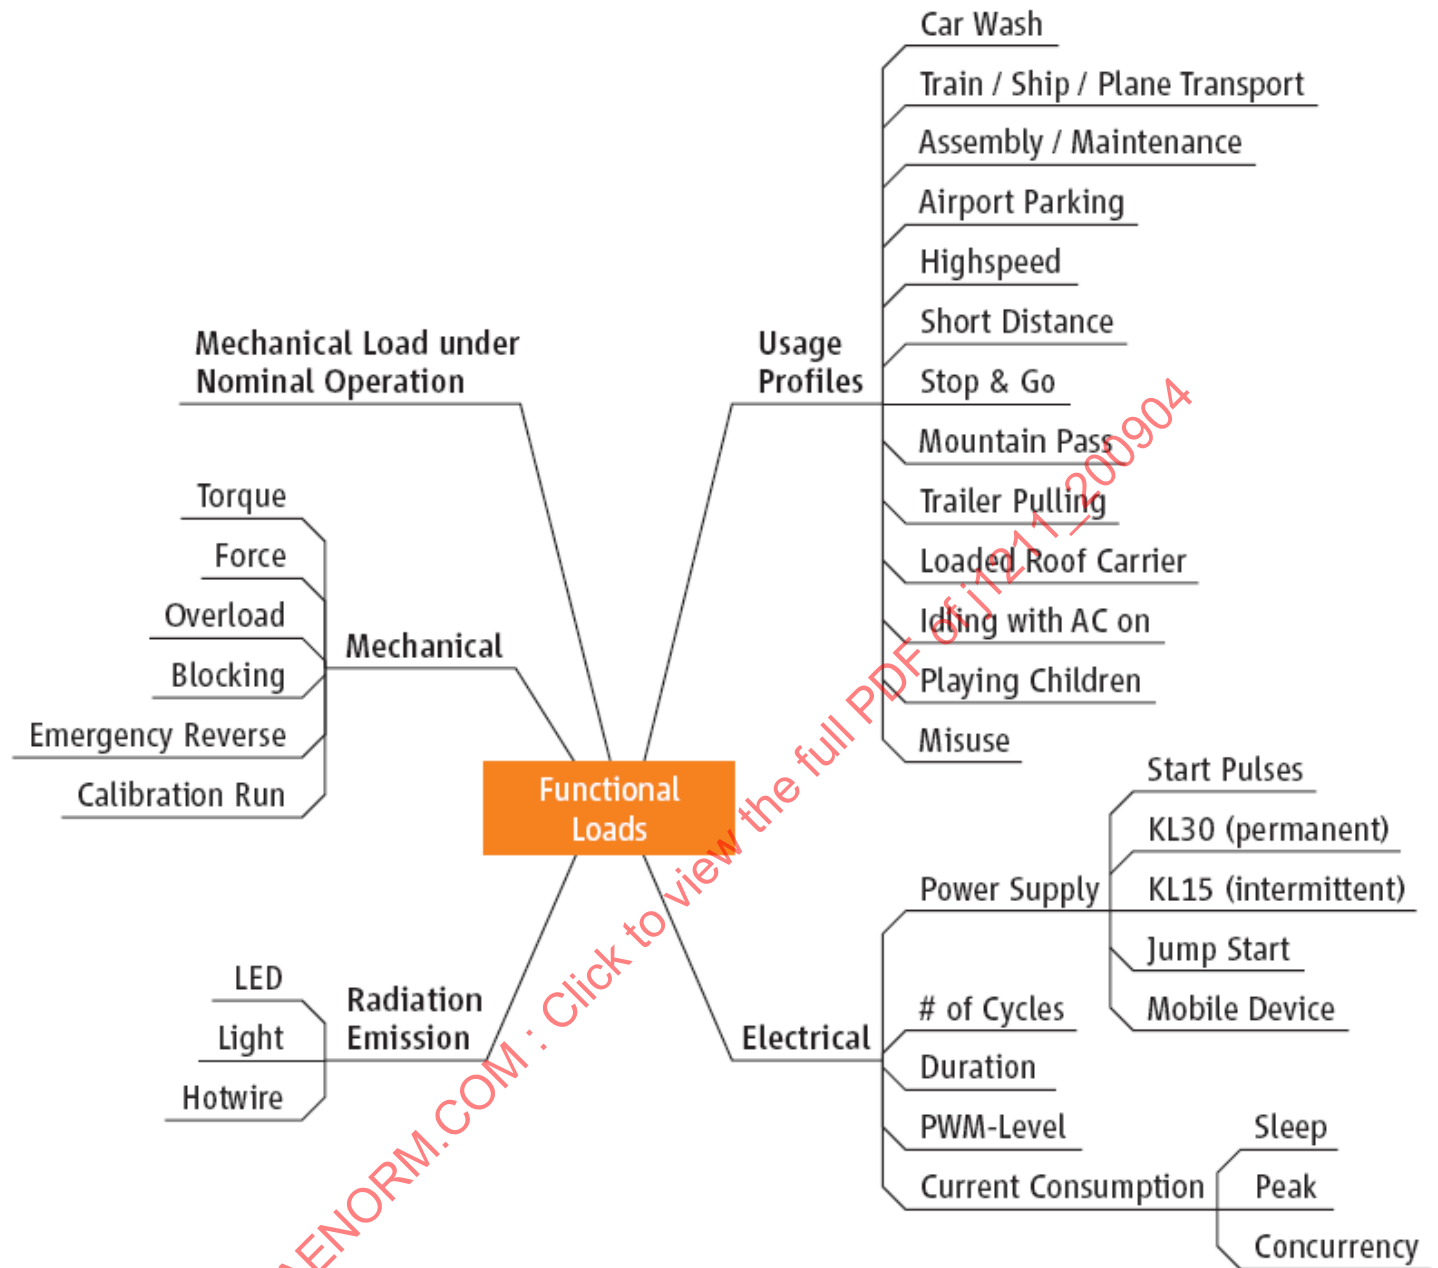 Car Wash
Train / Ship / Plane Transport
Assembly / Maintenance
Airport Parking
Highspeed
Short Distance
Stop & Go
Mountain Pass
Trailer Pulling
Loaded Roof Carrier
Idling with AC on
Playing Children
Misuse
Usage
Profiles
Mechanical Load under
Nominal Operation
Torque
Force
Overload
Blocking
Emergency Reverse
Calibration Run
Mechanical
Functional
Loads
LED
Light
Hotwire
Radiation
Emission
Electrical
Power Supply
Start Pulses
KL30 (permanent)
KL15 (intermittent)
Jump Start
Mobile Device
# of Cycles
Duration
PWM-Level
Current Consumption
Sleep
Peak
Concurrency
AENORM.COM : Click to view the full PDF of j1211_200904